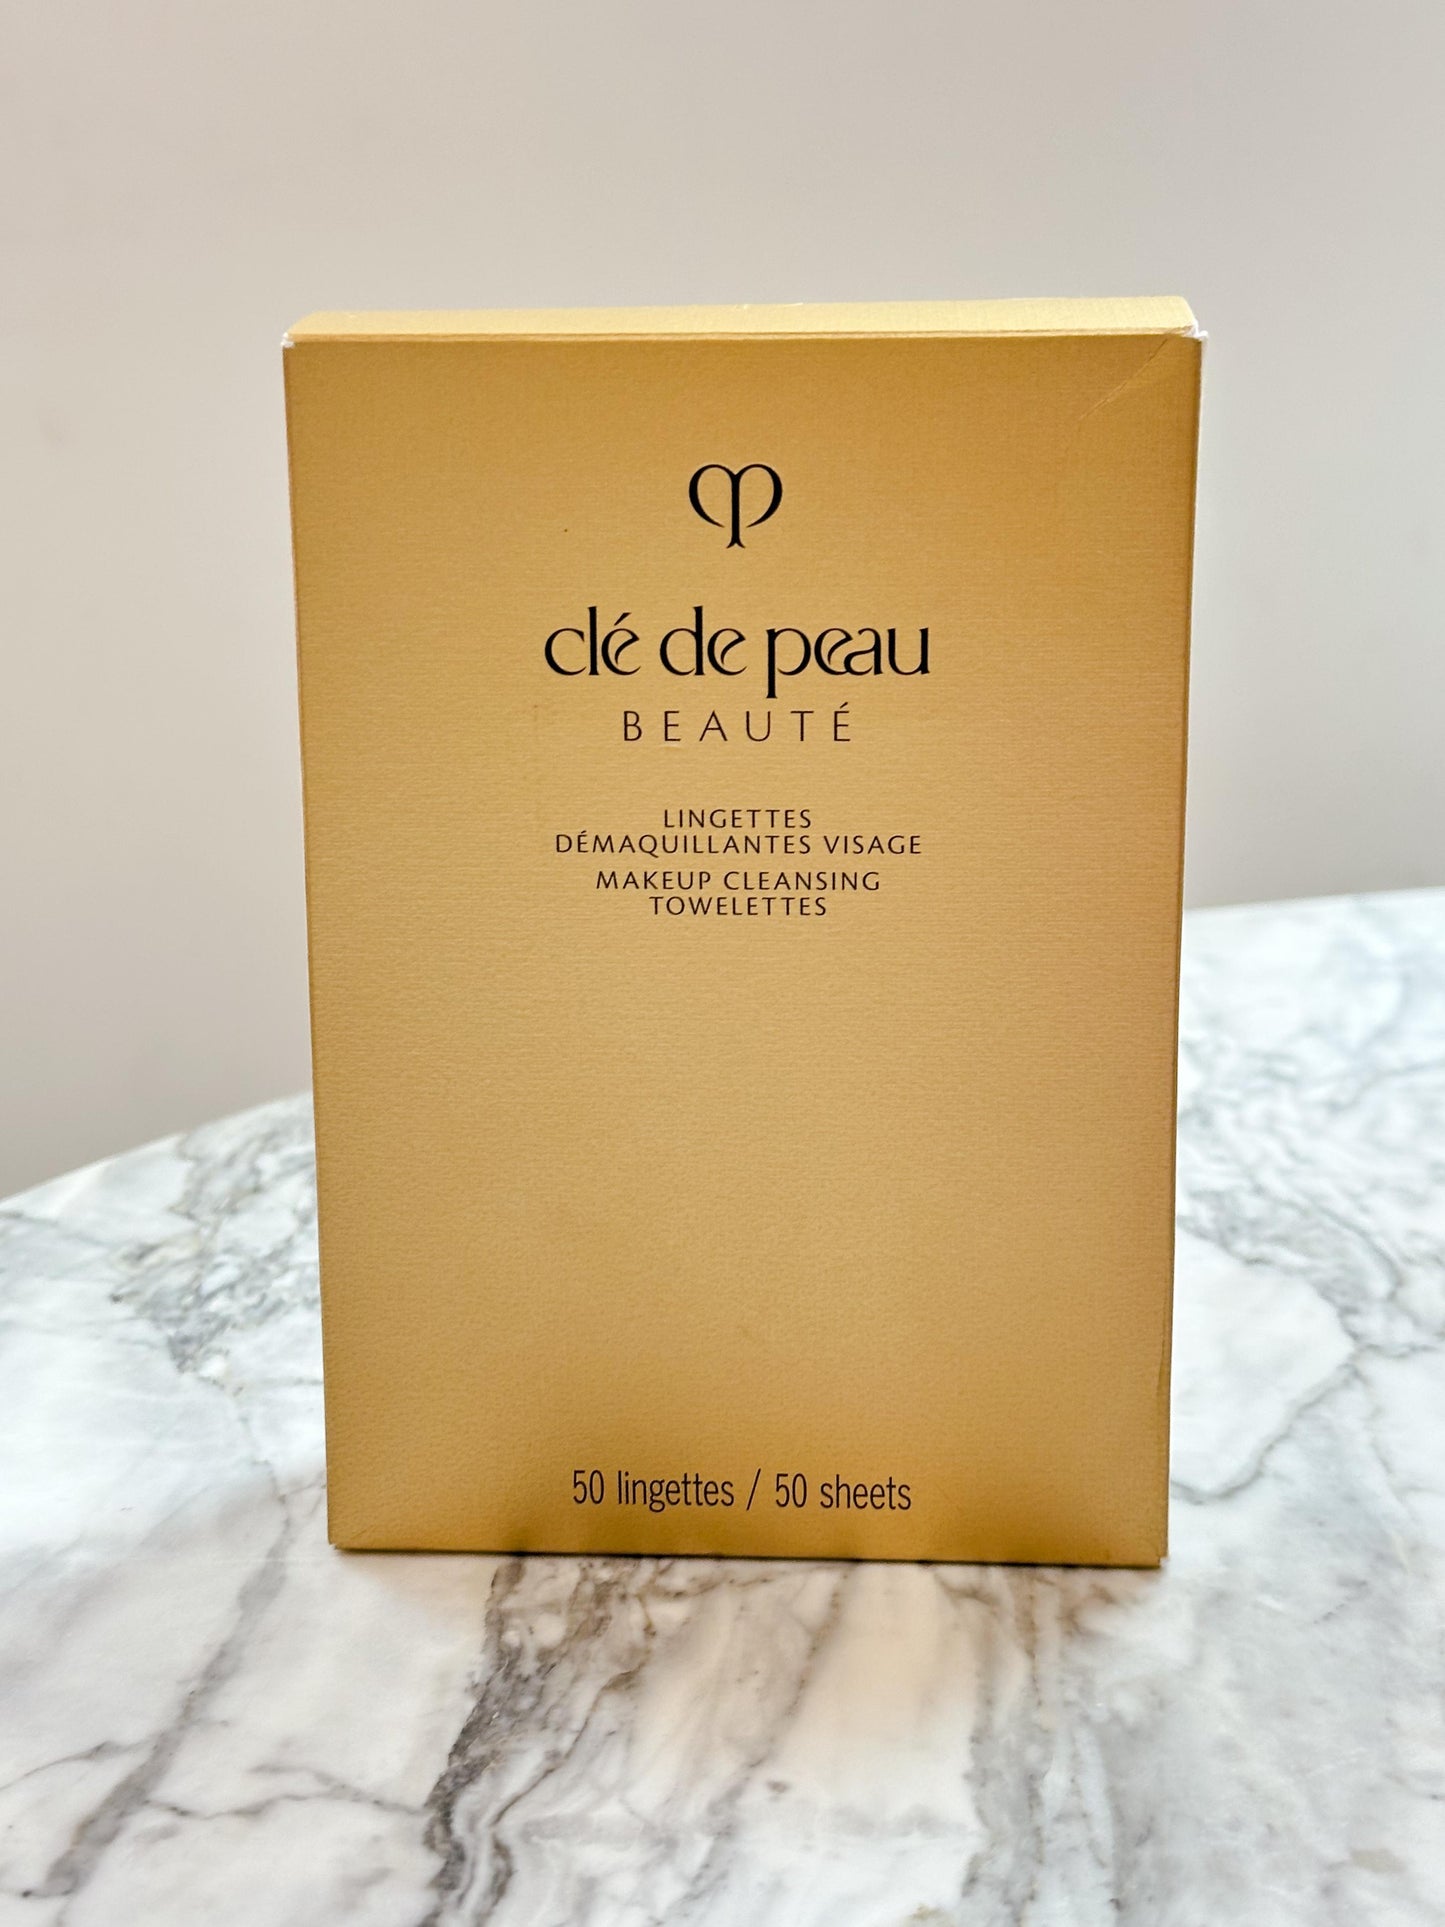 clé de peau
BEAUTÉ
LINGETTES
DÉMAQUILLANTES VISAGE
MAKEUP CLEANSING
TOWELETTES
50 lingettes / 50 sheets